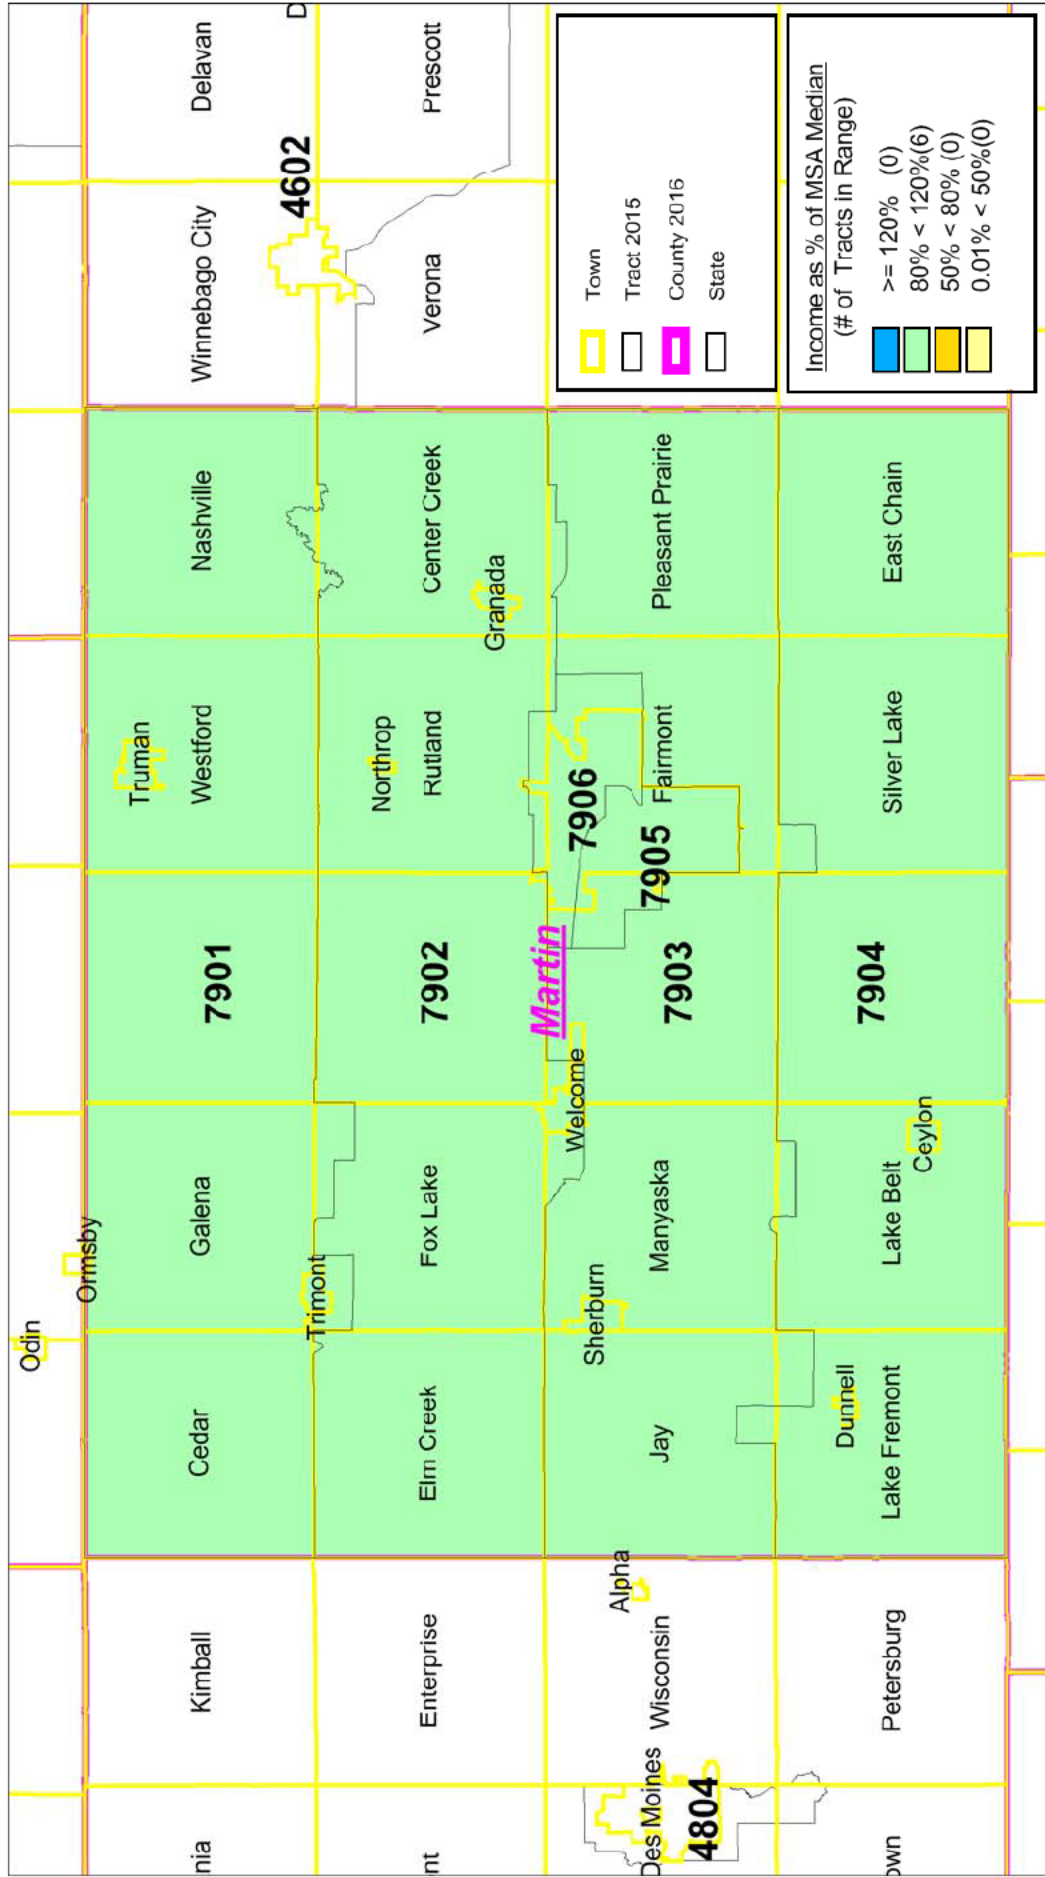 Odin
Ormsby
nia
Kimball
Cedar
Galena
7901
Truman
Westford
Nashville
Winnebago City
Delavan
D
4602
Trimont
Northrop
nt
Enterprise
Elm Creek
Fox Lake
7902
Rutland
Center Creek
Granada
Verona
Prescott
Martin
Alpha
Sherburn
Welcome
7906
Des Moines
Wisconsin
Jay
Manyaska
7903
7905
Fairmont
Pleasant Prairie
4804
Dunnell
Ceylon
own
Petersburg
Lake Fremont
Lake Belt
7904
Silver Lake
East Chain
Town
Tract 2015
County 2016
State
Income as % of MSA Median
(# of Tracts in Range)
>= 120% (0)
80% < 120%(6)
50% < 80% (0)
0.01% < 50%(0)